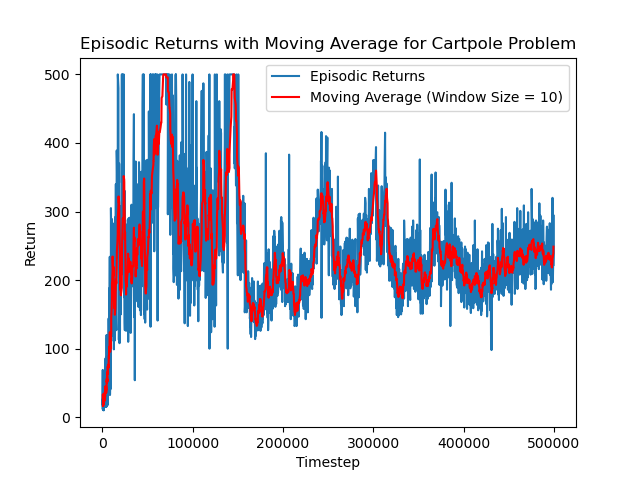 Episodic Returns with Moving Average for Cartpole Problem
Episodic Returns
Moving Average (Window Size = 10)
500
400
300
200
100
0
Return
0 100000 200000 300000 400000 500000
Timestep